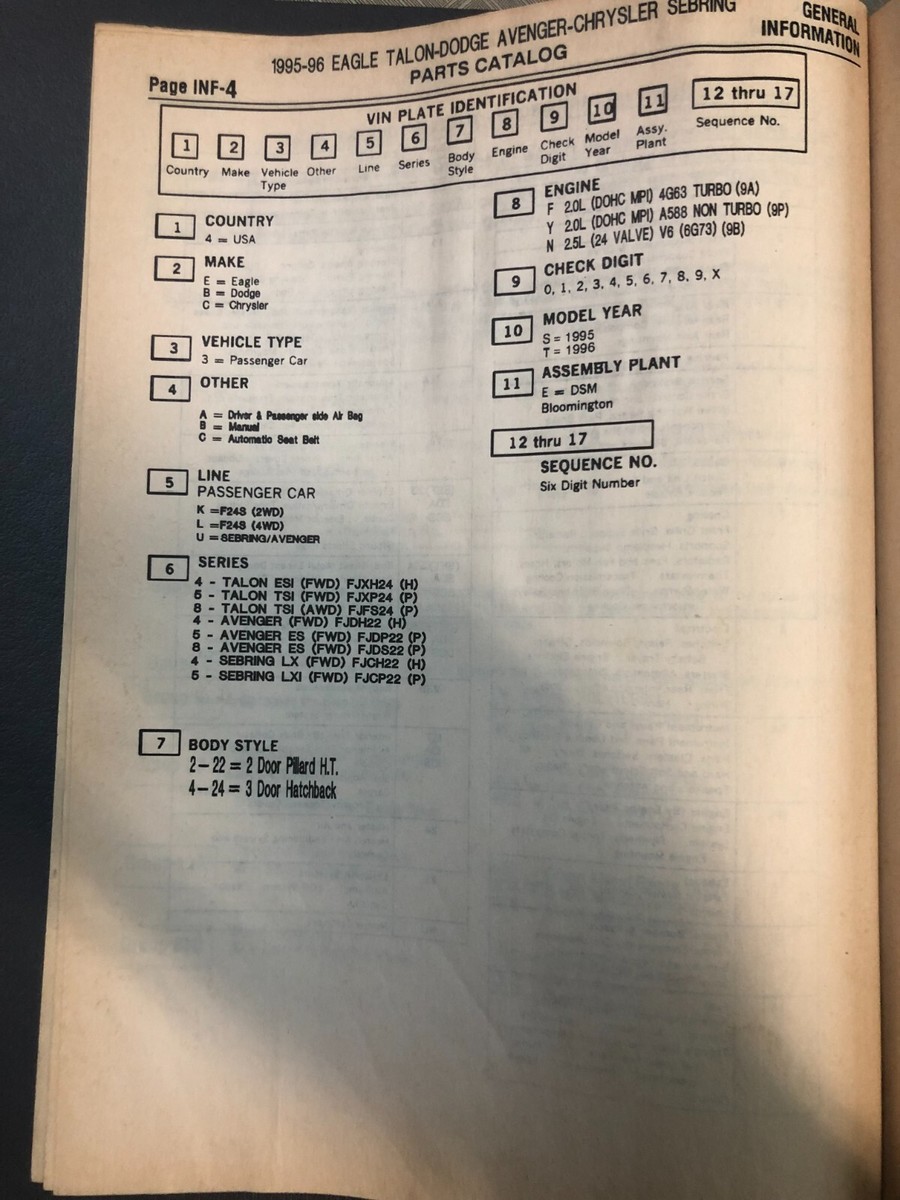 1995-96 EAGLE TALON-DODGE AVENGER-CHRYSLER SEBRING
PARTS CATALOG
GENERAL
INFORMATION
Page INF-4
VIN PLATE IDENTIFICATION
1 2 3 4 5 6 7 8 9 10 11 12 thru 17
Country Make Vehicle Type Other Line Series Body Style Engine Check Digit Model Year Assy. Plant Sequence No.
1 COUNTRY
4 = USA
2 MAKE
E = Eagle
B = Dodge
C = Chrysler
3 VEHICLE TYPE
3 = Passenger Car
4 OTHER
A = Driver & Passenger side Air Bag
B = Manual
C = Automatic Seat Belt
5 LINE
PASSENGER CAR
K =F24S (2WD)
L =F24S (4WD)
U =SEBRING/AVENGER
6 SERIES
4 - TALON ESI (FWD) FJXH24 (H)
5 - TALON TSI (FWD) FJXP24 (P)
8 - TALON TSI (AWD) FJFS24 (P)
4 - AVENGER (FWD) FJDH22 (H)
5 - AVENGER ES (FWD) FJDP22 (P)
8 - AVENGER ES (FWD) FJDS22 (P)
4 - SEBRING LX (FWD) FJCH22 (H)
5 - SEBRING LXI (FWD) FJCP22 (P)
7 BODY STYLE
2-22 = 2 Door Pillard H.T.
4-24 = 3 Door Hatchback
8 ENGINE
F 2.0L (DOHC MPI) 4G63 TURBO (9A)
Y 2.0L (DOHC MPI) A588 NON TURBO (9P)
N 2.5L (24 VALVE) V6 (6G73) (9B)
9 CHECK DIGIT
0, 1, 2, 3, 4, 5, 6, 7, 8, 9, X
10 MODEL YEAR
S = 1995
T = 1996
11 ASSEMBLY PLANT
E = DSM
Bloomington
12 thru 17
SEQUENCE NO.
Six Digit Number